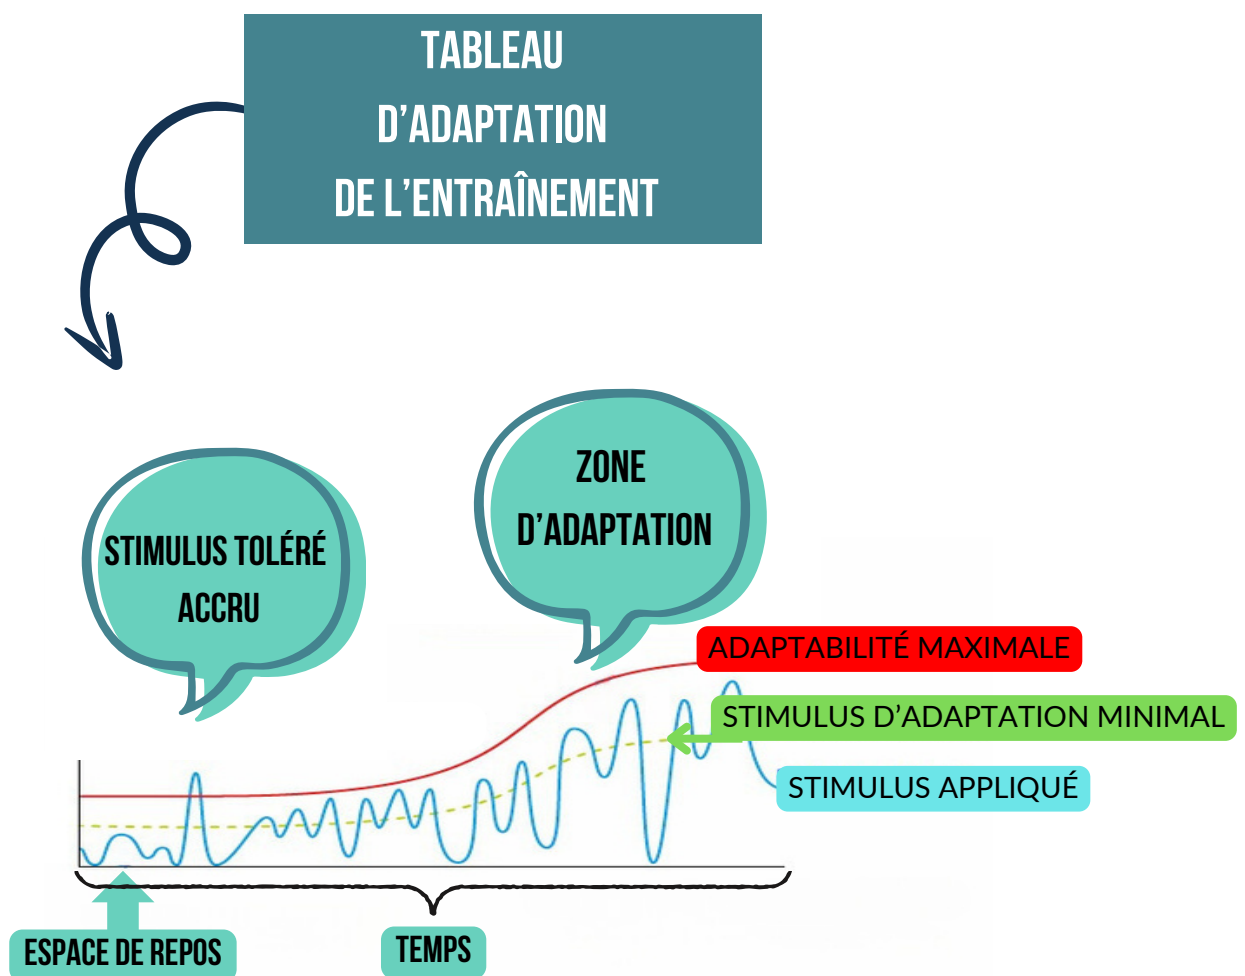 TABLEAU
D’ADAPTATION
DE L’ENTRAÎNEMENT
ZONE
D’ADAPTATION
STIMULUS TOLÉRÉ
ACCRU
ADAPTABILITÉ MAXIMALE
STIMULUS D’ADAPTATION MINIMAL
STIMULUS APPLIQUÉ
ESPACE DE REPOS
TEMPS